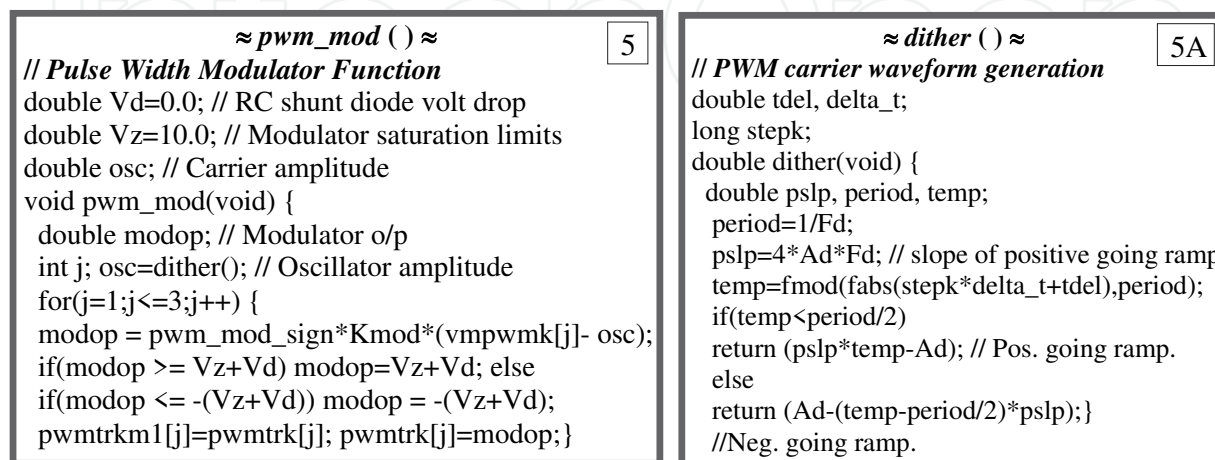 ≈ pwm_mod ( ) ≈
5
// Pulse Width Modulator Function
double Vd=0.0; // RC shunt diode volt drop
double Vz=10.0; // Modulator saturation limits
double osc; // Carrier amplitude
void pwm_mod(void) {
double modop; // Modulator o/p
int j; osc=dither(); // Oscillator amplitude
for(j=1;j<=3;j++) {
modop = pwm_mod_sign*Kmod*(vmpwmk[j]- osc);
if(modop >= Vz+Vd) modop=Vz+Vd; else
if(modop <= -(Vz+Vd)) modop = -(Vz+Vd);
pwmtrkm1[j]=pwmtrk[j]; pwmtrk[j]=modop;}
≈ dither ( ) ≈
5A
// PWM carrier waveform generation
double tdel, delta_t;
long stepk;
double dither(void) {
double pslp, period, temp;
period=1/Fd;
pslp=4*Ad*Fd; // slope of positive going ramp
temp=fmod(fabs(stepk*delta_t+tdel),period);
if(temp<period/2)
return (pslp*temp-Ad); // Pos. going ramp.
else
return (Ad-(temp-period/2)*pslp);}
//Neg. going ramp.